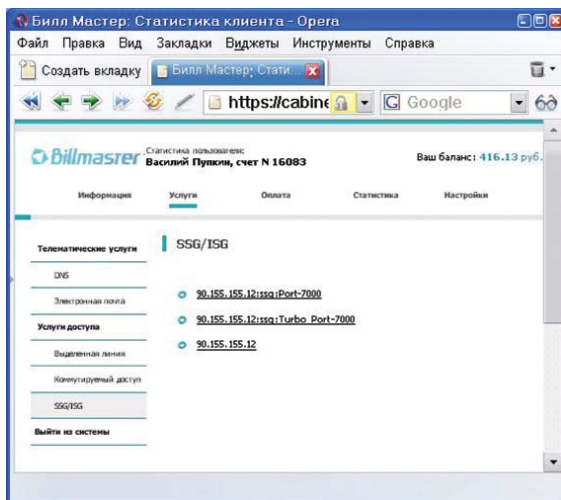 Билл Мастер: Статистика клиента - Opera
Файл Правка Вид Закладки Виджеты Инструменты Справка
Создать вкладку Билл Мастер: Стати...
https://cabine Google
Billmaster
Статистика пользователя:
Василий Пупкин, счет N 16083
Ваш баланс: 416.13 руб.
Информация Услуги Оплата Статистика Настройки
Телематические услуги
DNS
Электронная почта
Услуги доступа
Выделенная линия
Коммутируемый доступ
SSG/ISG
Выйти из системы
SSG/ISG
90.155.155.12:ssg:Port-7000
90.155.155.12:ssg:Turbo_Port-7000
90.155.155.12